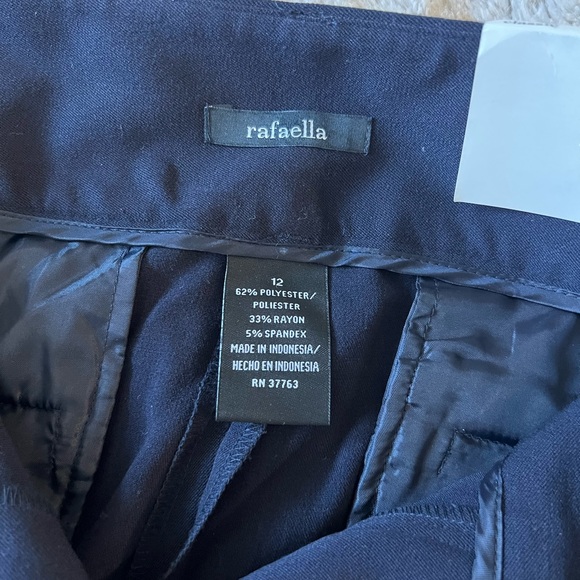 rafaella
12
62% POLYESTER/
POLIESTER
33% RAYON
5% SPANDEX
MADE IN INDONESIA/
HECHO EN INDONESIA
RN 37763